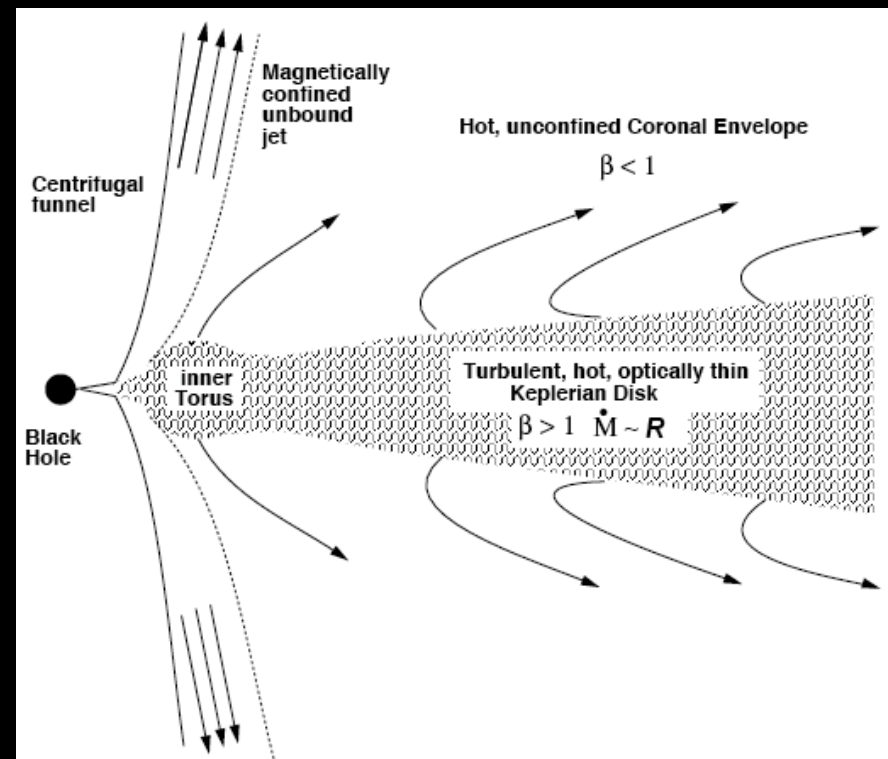 Magnetically
confined
unbound
jet
Hot, unconfined Coronal Envelope
β < 1
Centrifugal
funnel
inner
Torus
Turbulent, hot, optically thin
Keplerian Disk
β > 1 Ṁ ~ R
Black
Hole